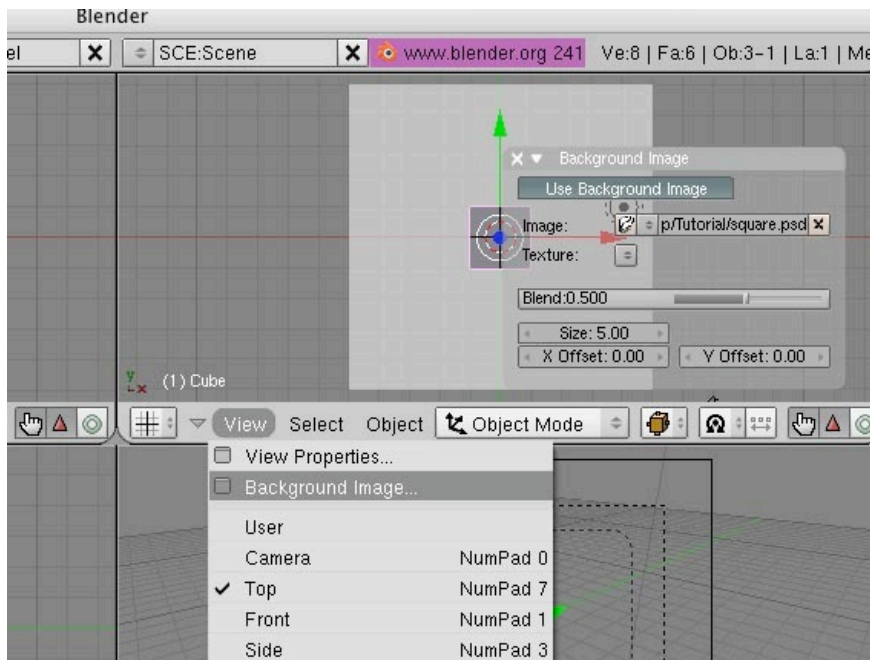 Blender
el SCE:Scene www.blender.org 241 Ve:8 | Fa:6 | Ob:3-1 | La:1 | Me
Background Image
Use Background Image
Image: p/Tutorial/square.psd
Texture:
Blend:0.500
Size: 5.00
X Offset: 0.00 Y Offset: 0.00
y x (1) Cube
View Select Object Object Mode
View Properties...
Background Image...
User
Camera NumPad 0
Top NumPad 7
Front NumPad 1
Side NumPad 3